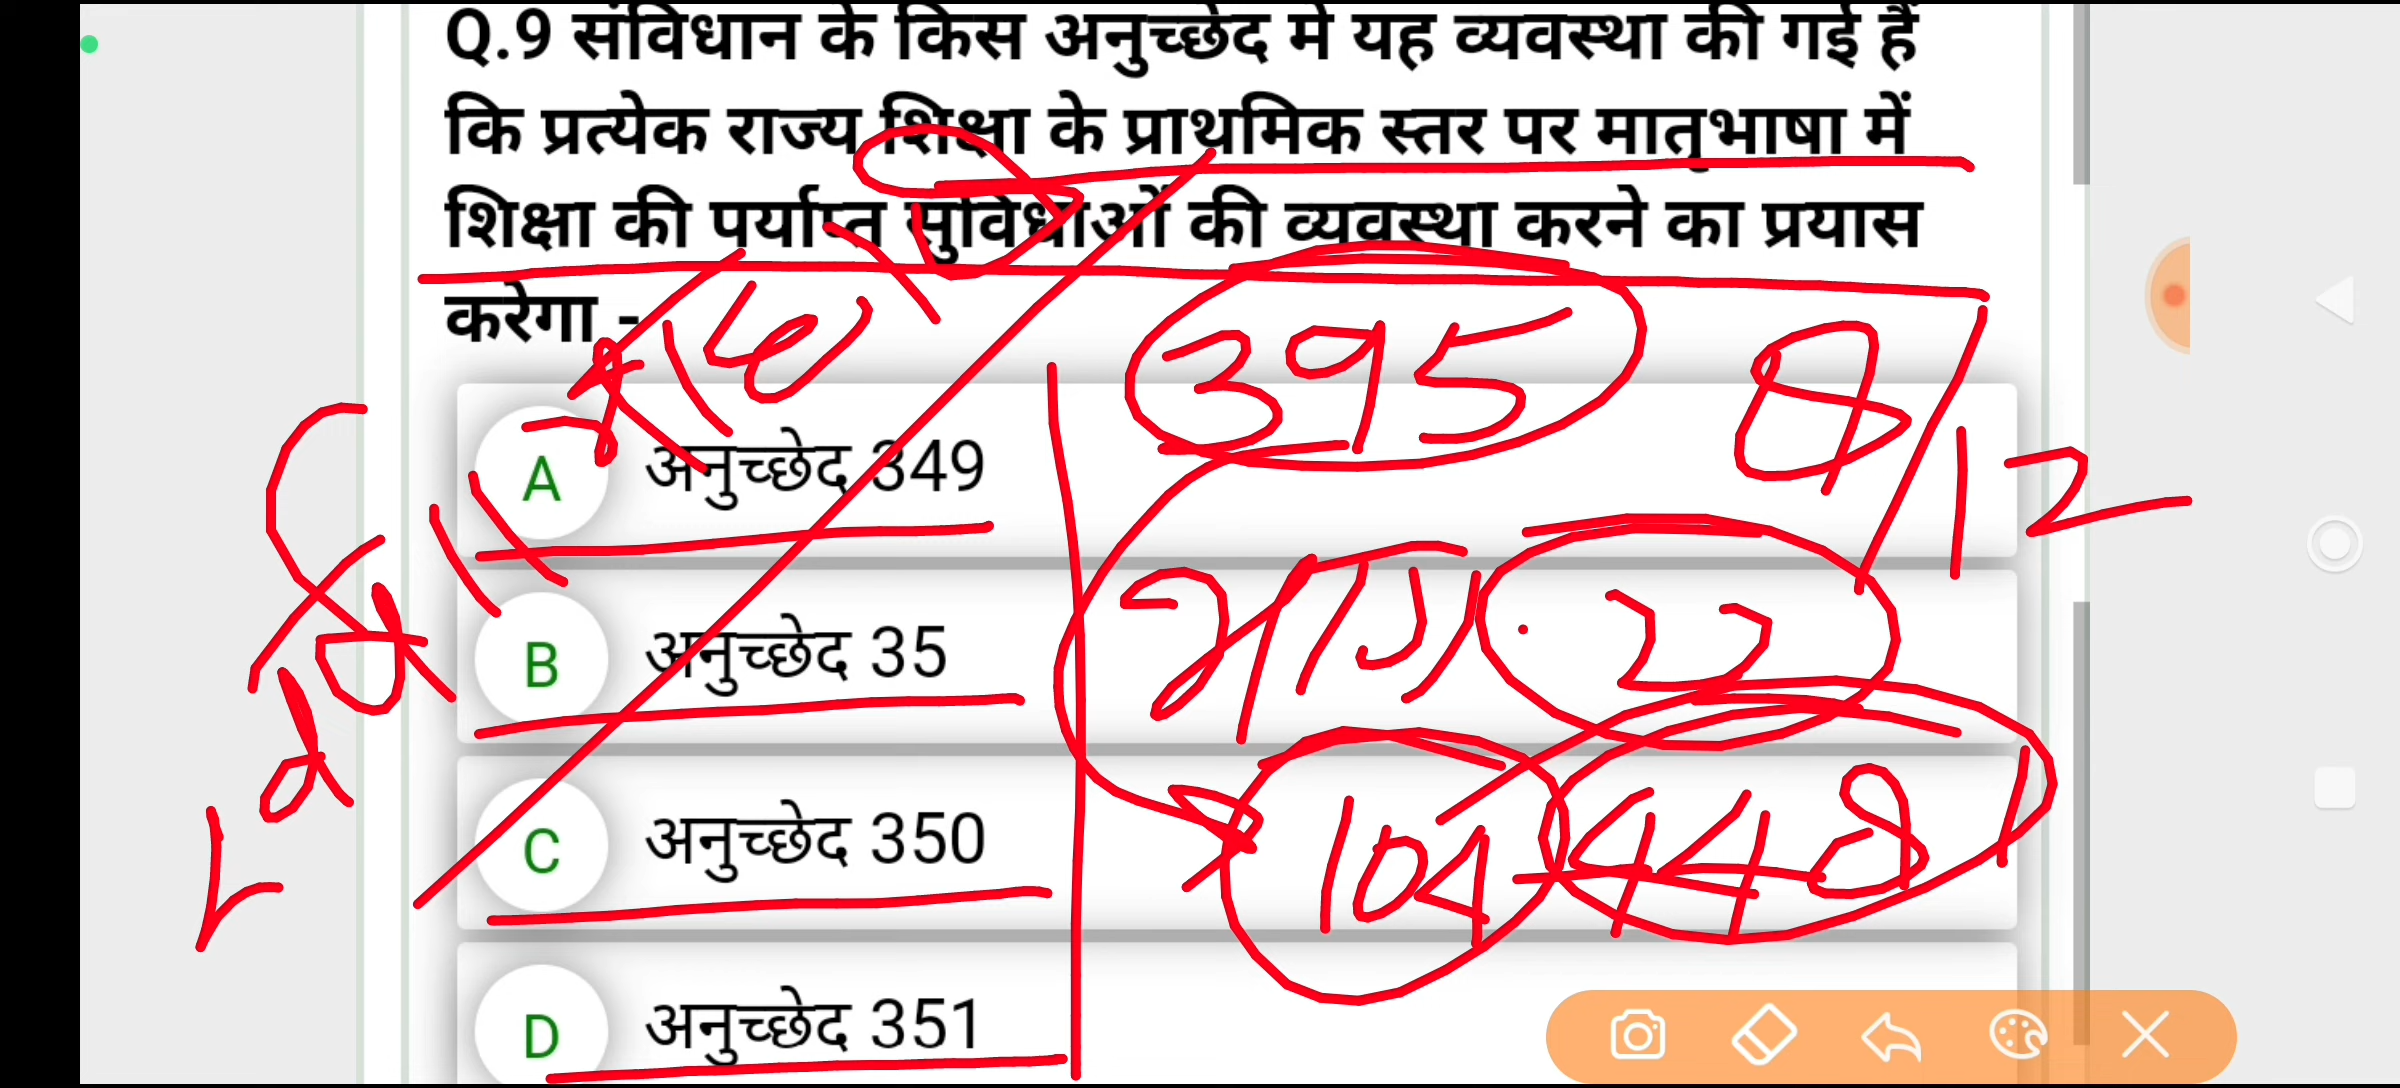 Q.9 संविधान के किस अनुच्छेद में यह व्यवस्था की गई हैं
कि प्रत्येक राज्य शिक्षा के प्राथमिक स्तर पर मातृभाषा में
शिक्षा की पर्याप्त सुविधाओं की व्यवस्था करने का प्रयास
करेगा -
395 8/12
A अनुच्छेद 349
भाग 22
B अनुच्छेद 35
104 448
C अनुच्छेद 350
D अनुच्छेद 351